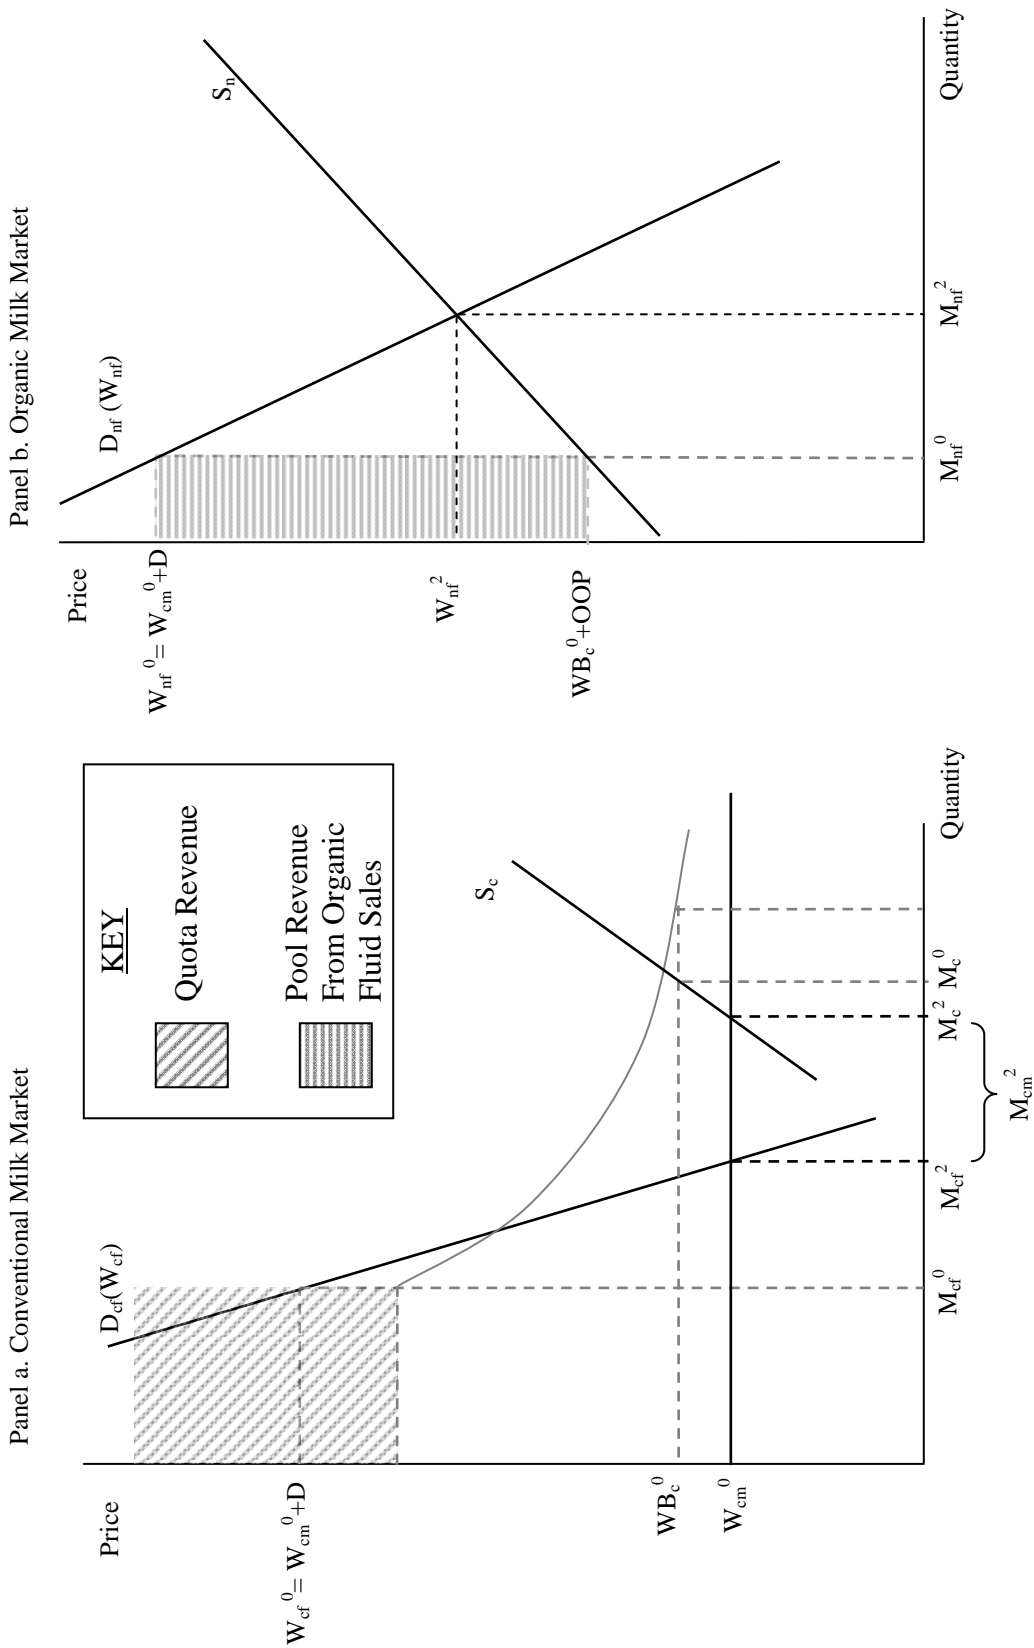 Panel a. Conventional Milk Market
Price
D_cf(W_cf)
W_cf^0 = W_cm^0+D
S_c
WB_c^0
W_cm^0
M_cf^0
M_cf^2
M_c^2
M_c^0
Quantity
M_cm^2
KEY
Quota Revenue
Pool Revenue
From Organic
Fluid Sales
Panel b. Organic Milk Market
Price
D_nf (W_nf)
S_n
W_nf^0 = W_cm^0+D
W_nf^2
WB_c^0+OOP
M_nf^0
M_nf^2
Quantity